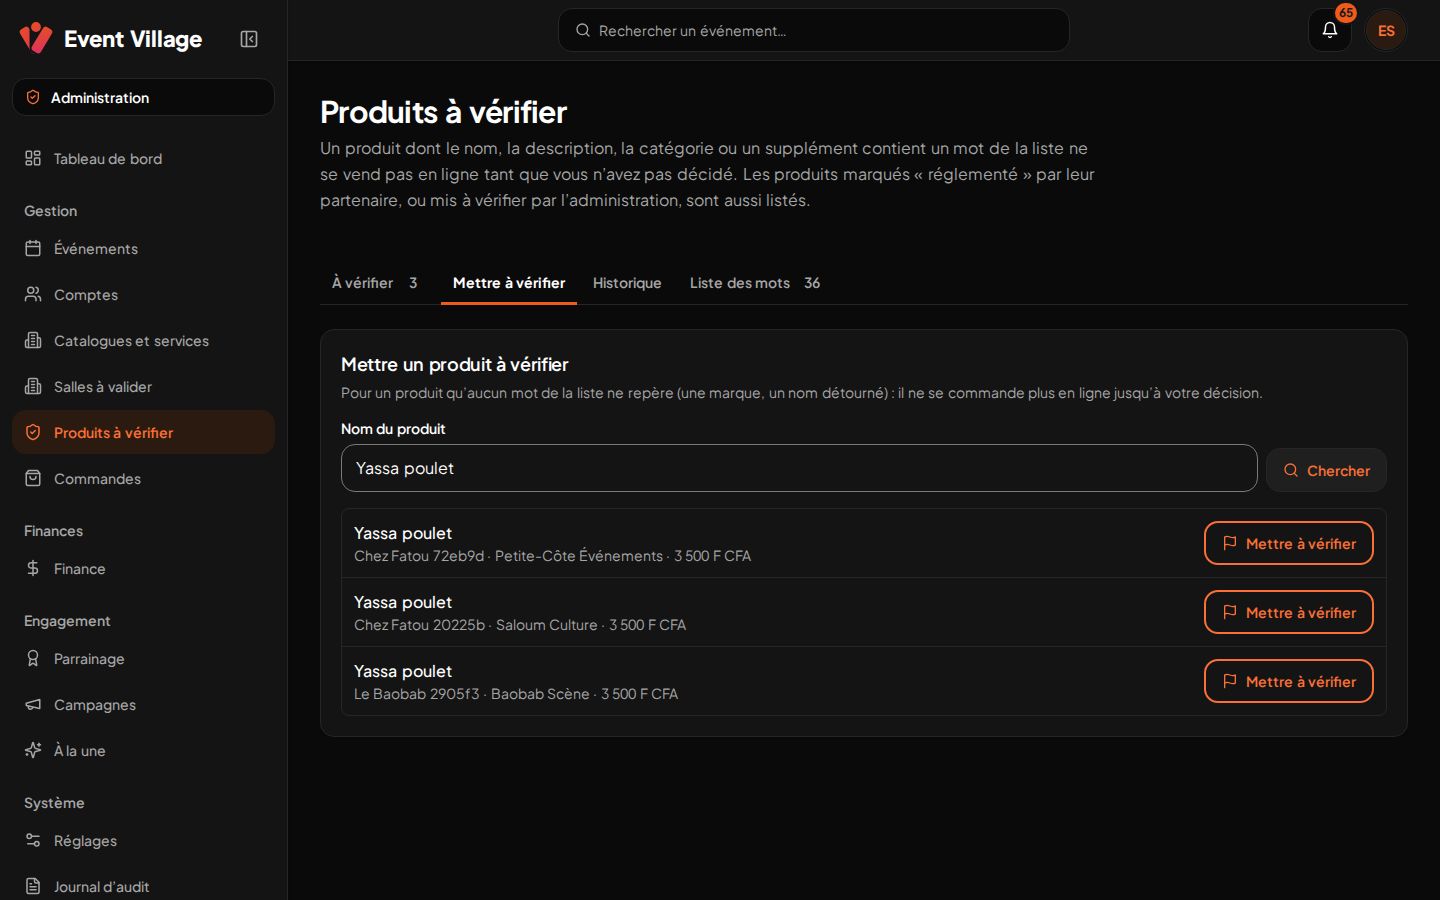 Event Village
Rechercher un événement…
65
ES
Administration
Tableau de bord
Gestion
Événements
Comptes
Catalogues et services
Salles à valider
Produits à vérifier
Commandes
Finances
Finance
Engagement
Parrainage
Campagnes
À la une
Système
Réglages
Journal d’audit
Produits à vérifier
Un produit dont le nom, la description, la catégorie ou un supplément contient un mot de la liste ne
se vend pas en ligne tant que vous n’avez pas décidé. Les produits marqués « réglementé » par leur
partenaire, ou mis à vérifier par l’administration, sont aussi listés.
À vérifier 3 Mettre à vérifier Historique Liste des mots 36
Mettre un produit à vérifier
Pour un produit qu’aucun mot de la liste ne repère (une marque, un nom détourné) : il ne se commande plus en ligne jusqu’à votre décision.
Nom du produit
Yassa poulet
Chercher
Yassa poulet
Chez Fatou 72eb9d · Petite-Côte Événements · 3 500 F CFA
Mettre à vérifier
Yassa poulet
Chez Fatou 20225b · Saloum Culture · 3 500 F CFA
Mettre à vérifier
Yassa poulet
Le Baobab 2905f3 · Baobab Scène · 3 500 F CFA
Mettre à vérifier